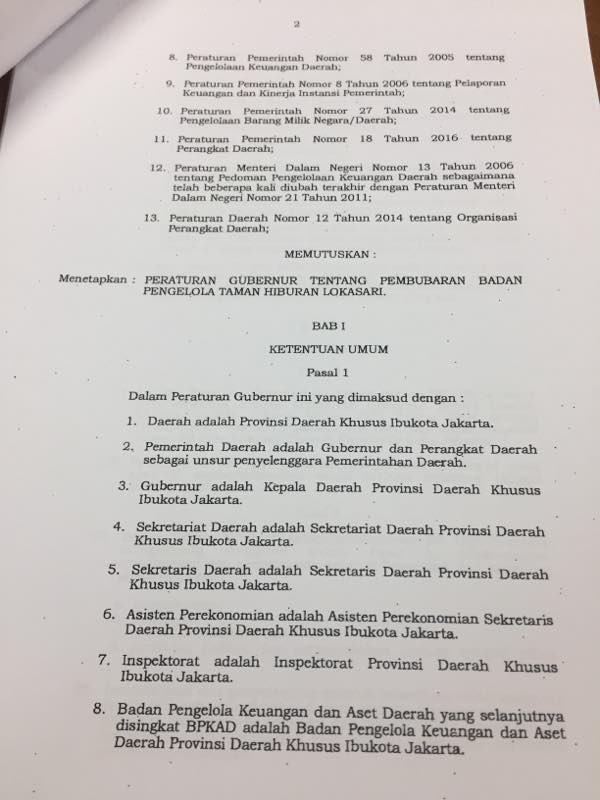 2
8. Peraturan Pemerintah Nomor 58 Tahun 2005 tentang
Pengelolaan Keuangan Daerah;
9. Peraturan Pemerintah Nomor 8 Tahun 2006 tentang Pelaporan
Keuangan dan Kinerja Instansi Pemerintah;
10. Peraturan Pemerintah Nomor 27 Tahun 2014 tentang
Pengelolaan Barang Milik Negara/Daerah;
11. Peraturan Pemerintah Nomor 18 Tahun 2016 tentang
Perangkat Daerah;
12. Peraturan Menteri Dalam Negeri Nomor 13 Tahun 2006
tentang Pedoman Pengelolaan Keuangan Daerah sebagaimana
telah beberapa kali diubah terakhir dengan Peraturan Menteri
Dalam Negeri Nomor 21 Tahun 2011;
13. Peraturan Daerah Nomor 12 Tahun 2014 tentang Organisasi
Perangkat Daerah;
MEMUTUSKAN :
Menetapkan : PERATURAN GUBERNUR TENTANG PEMBUBARAN BADAN
PENGELOLA TAMAN HIBURAN LOKASARI.
BAB I
KETENTUAN UMUM
Pasal 1
Dalam Peraturan Gubernur ini yang dimaksud dengan :
1. Daerah adalah Provinsi Daerah Khusus Ibukota Jakarta.
2. Pemerintah Daerah adalah Gubernur dan Perangkat Daerah
sebagai unsur penyelenggara Pemerintahan Daerah.
3. Gubernur adalah Kepala Daerah Provinsi Daerah Khusus
Ibukota Jakarta.
4. Sekretariat Daerah adalah Sekretariat Daerah Provinsi Daerah
Khusus Ibukota Jakarta.
5. Sekretaris Daerah adalah Sekretaris Daerah Provinsi Daerah
Khusus Ibukota Jakarta.
6. Asisten Perekonomian adalah Asisten Perekonomian Sekretaris
Daerah Provinsi Daerah Khusus Ibukota Jakarta.
7. Inspektorat adalah Inspektorat Provinsi Daerah Khusus
Ibukota Jakarta.
8. Badan Pengelola Keuangan dan Aset Daerah yang selanjutnya
disingkat BPKAD adalah Badan Pengelola Keuangan dan Aset
Daerah Provinsi Daerah Khusus Ibukota Jakarta.